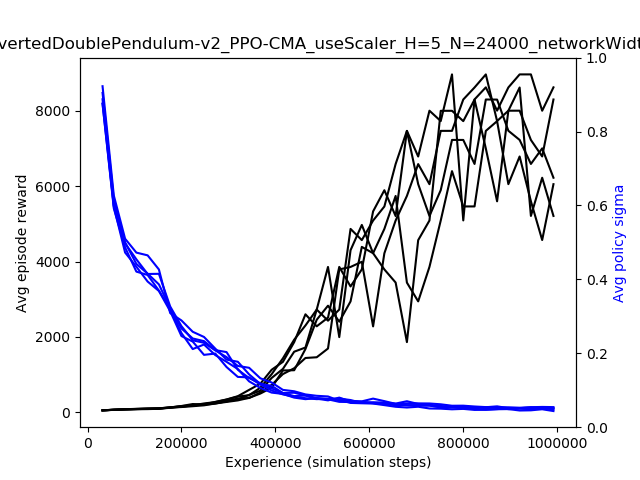 vertedDoublePendulum-v2_PPO-CMA_useScaler_H=5_N=24000_networkWidt
1.0
8000
0.8
6000
0.6
4000
0.4
2000
0.2
0
0.0
0 200000 400000 600000 800000 1000000
Avg episode reward
Avg policy sigma
Experience (simulation steps)